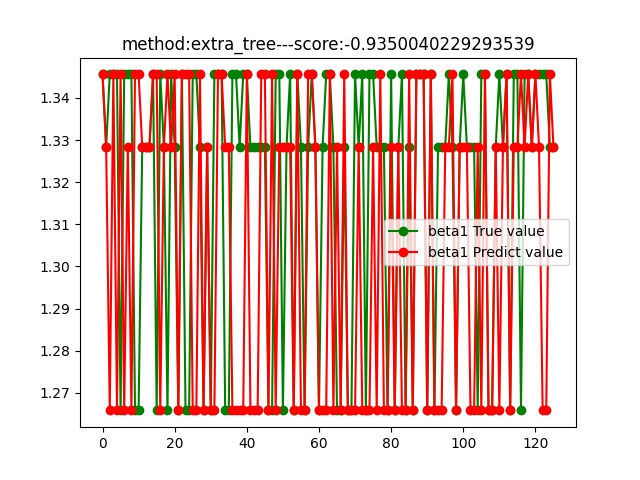 method:extra_tree---score:-0.9350040229293539
1.34
1.33
1.32
1.31
1.30
1.29
1.28
1.27
beta1 True value
beta1 Predict value
0 20 40 60 80 100 120